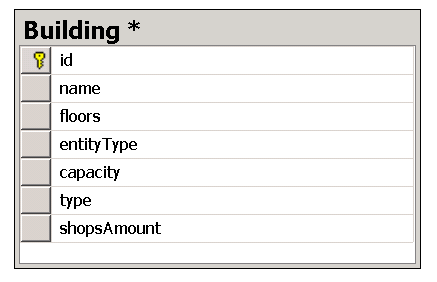 Building *
id
name
floors
entityType
capacity
type
shopsAmount